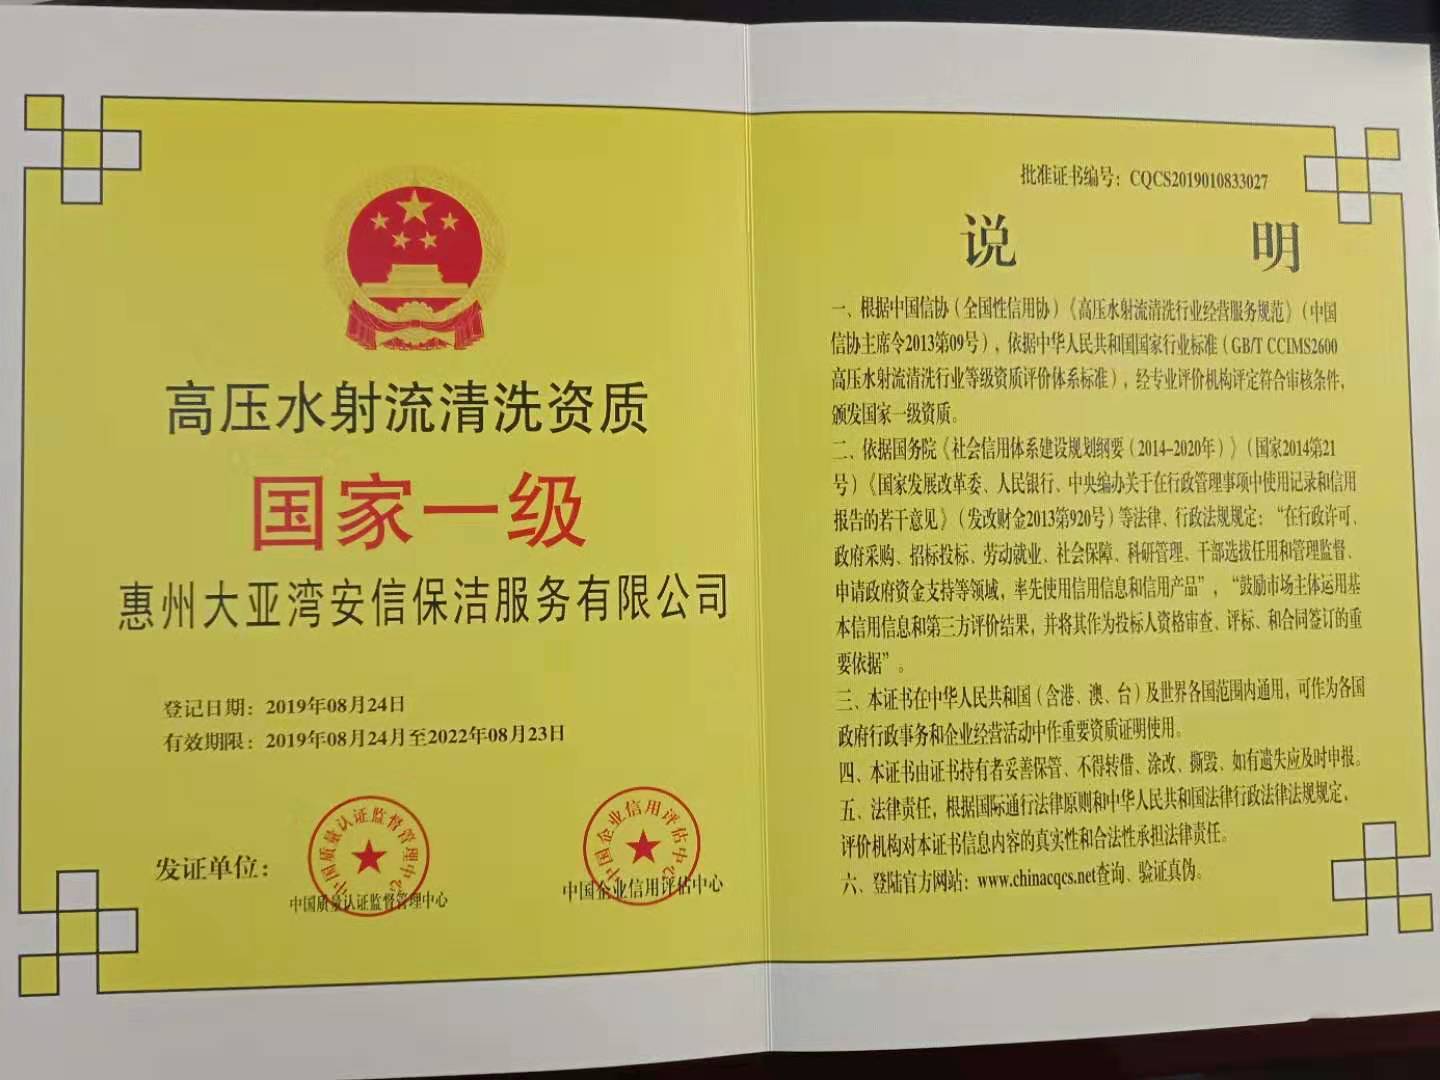 高压水射流清洗资质
国家一级
惠州大亚湾安信保洁服务有限公司
登记日期：2019年08月24日
有效期限：2019年08月24月至2022年08月23日
发证单位：
中国质量认证监督管理中心
中国质量认证监督管理中心
中国企业信用评估中心
中国企业信用评估中心
批准证书编号：CQCS2019010833027
说 明
一、根据中国信协（全国性信用协）《高压水射流清洗行业经营服务规范》（中国
信协主席令2013第09号），依据中华人民共和国国家行业标准（GB/T CCIMS2600
高压水射流清洗行业等级资质评价体系标准），经专业评价机构评定符合审核条件，
颁发国家一级资质。
二、依据国务院《社会信用体系建设规划纲要（2014-2020年）》（国家2014第21
号）《国家发展改革委、人民银行、中央编办关于在行政管理事项中使用记录和信用
报告的若干意见》（发改财金2013第920号）等法律、行政法规规定：“在行政许可、
政府采购、招标投标、劳动就业、社会保障、科研管理、干部选拔任用和管理监督、
申请政府资金支持等领域，率先使用信用信息和信用产品”，“鼓励市场主体运用基
本信用信息和第三方评价结果，并将其作为投标人资格审查、评标、和合同签订的重
要依据”。
三、本证书在中华人民共和国（含港、澳、台）及世界各国范围内通用，可作为各国
政府行政事务和企业经营活动中作重要资质证明使用。
四、本证书由证书持有者妥善保管、不得转借、涂改、撕毁、如有遗失应及时申报。
五、法律责任，根据国际通行法律原则和中华人民共和国法律行政法律法规规定，
评价机构对本证书信息内容的真实性和合法性承担法律责任。
六、登陆官方网站：www.chinacqcs.net查询、验证真伪。